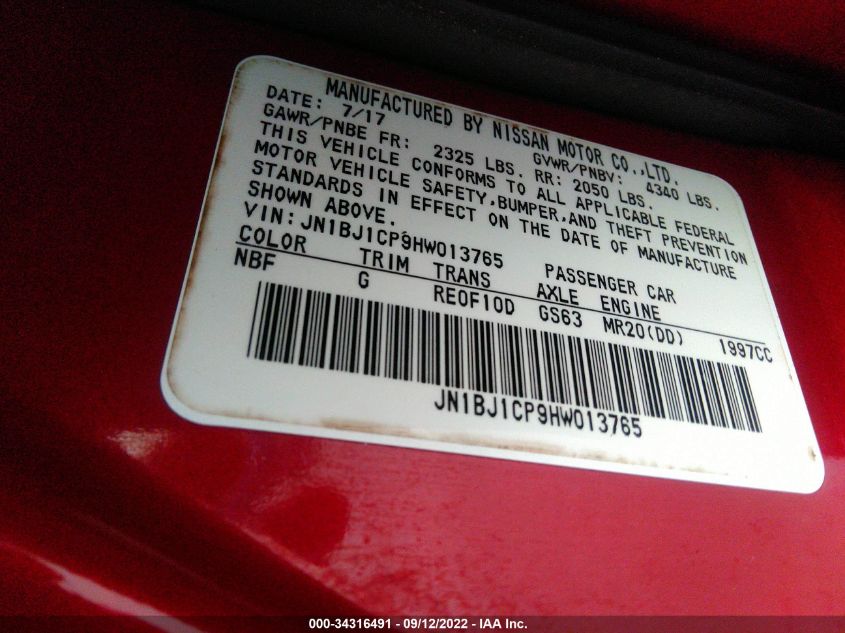 MANUFACTURED BY NISSAN MOTOR CO.,LTD.
DATE: 7/17 GVWR/PNBV: 4340 LBS.
GAWR/PNBE FR: 2325 LBS. RR: 2050 LBS.
THIS VEHICLE CONFORMS TO ALL APPLICABLE FEDERAL
MOTOR VEHICLE SAFETY,BUMPER,AND THEFT PREVENTION
STANDARDS IN EFFECT ON THE DATE OF MANUFACTURE
SHOWN ABOVE.
VIN: JN1BJ1CP9HW013765 PASSENGER CAR
COLOR TRIM TRANS AXLE ENGINE
NBF G RE0F10D GS63 MR20(DD) 1997CC
JN1BJ1CP9HW013765
000-34316491 - 09/12/2022 - IAA Inc.